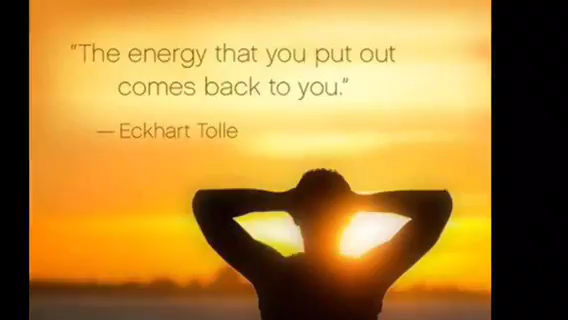 "The energy that you put out
comes back to you."
— Eckhart Tolle